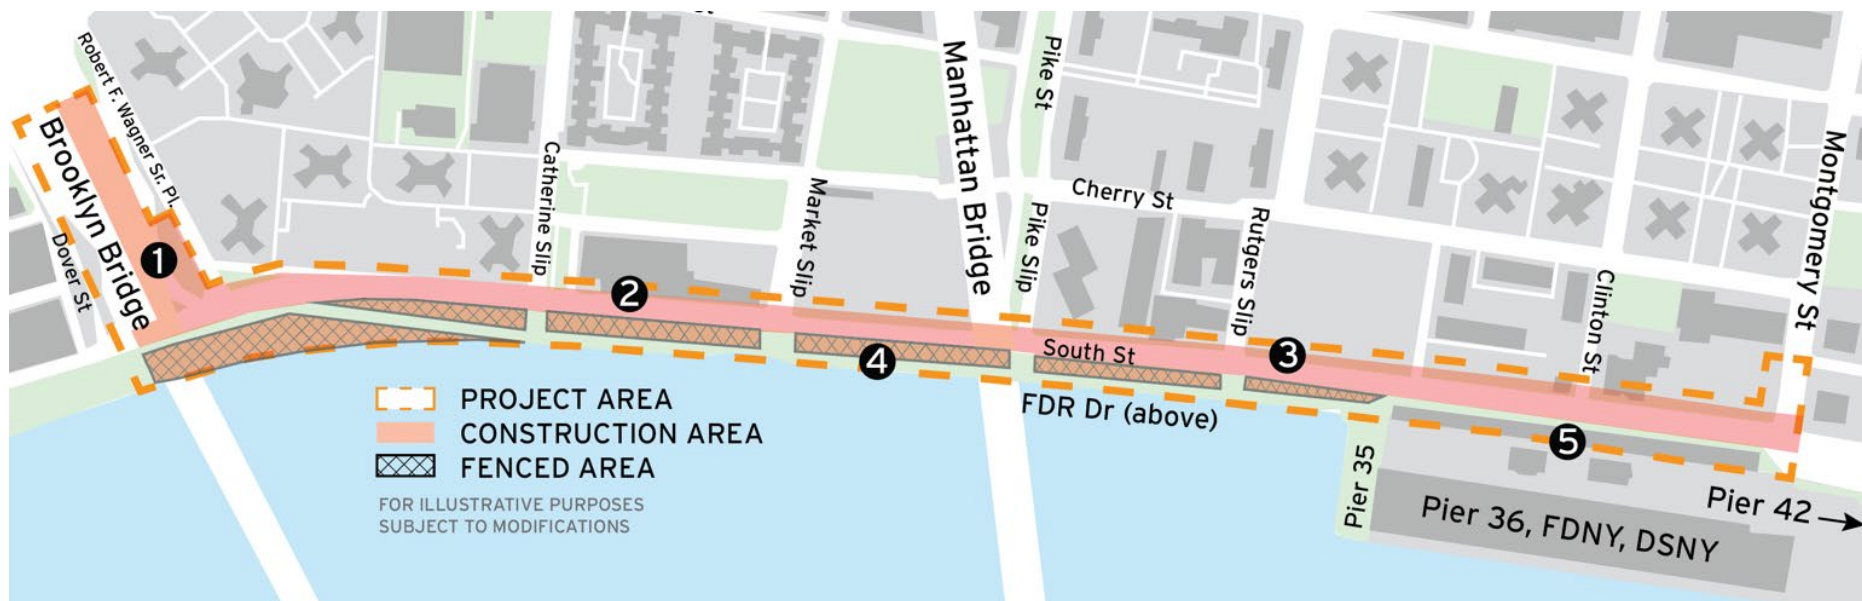 Robert F. Wagner Sr. Pl.
Brooklyn Bridge
Dover St
Catherine Slip
Market Slip
Manhattan Bridge
Pike St
Pike Slip
Cherry St
Rutgers Slip
Clinton St
Montgomery St
1
2
3
4
5
South St
FDR Dr (above)
Pier 35
Pier 36, FDNY, DSNY
Pier 42
PROJECT AREA
CONSTRUCTION AREA
FENCED AREA
FOR ILLUSTRATIVE PURPOSES
SUBJECT TO MODIFICATIONS